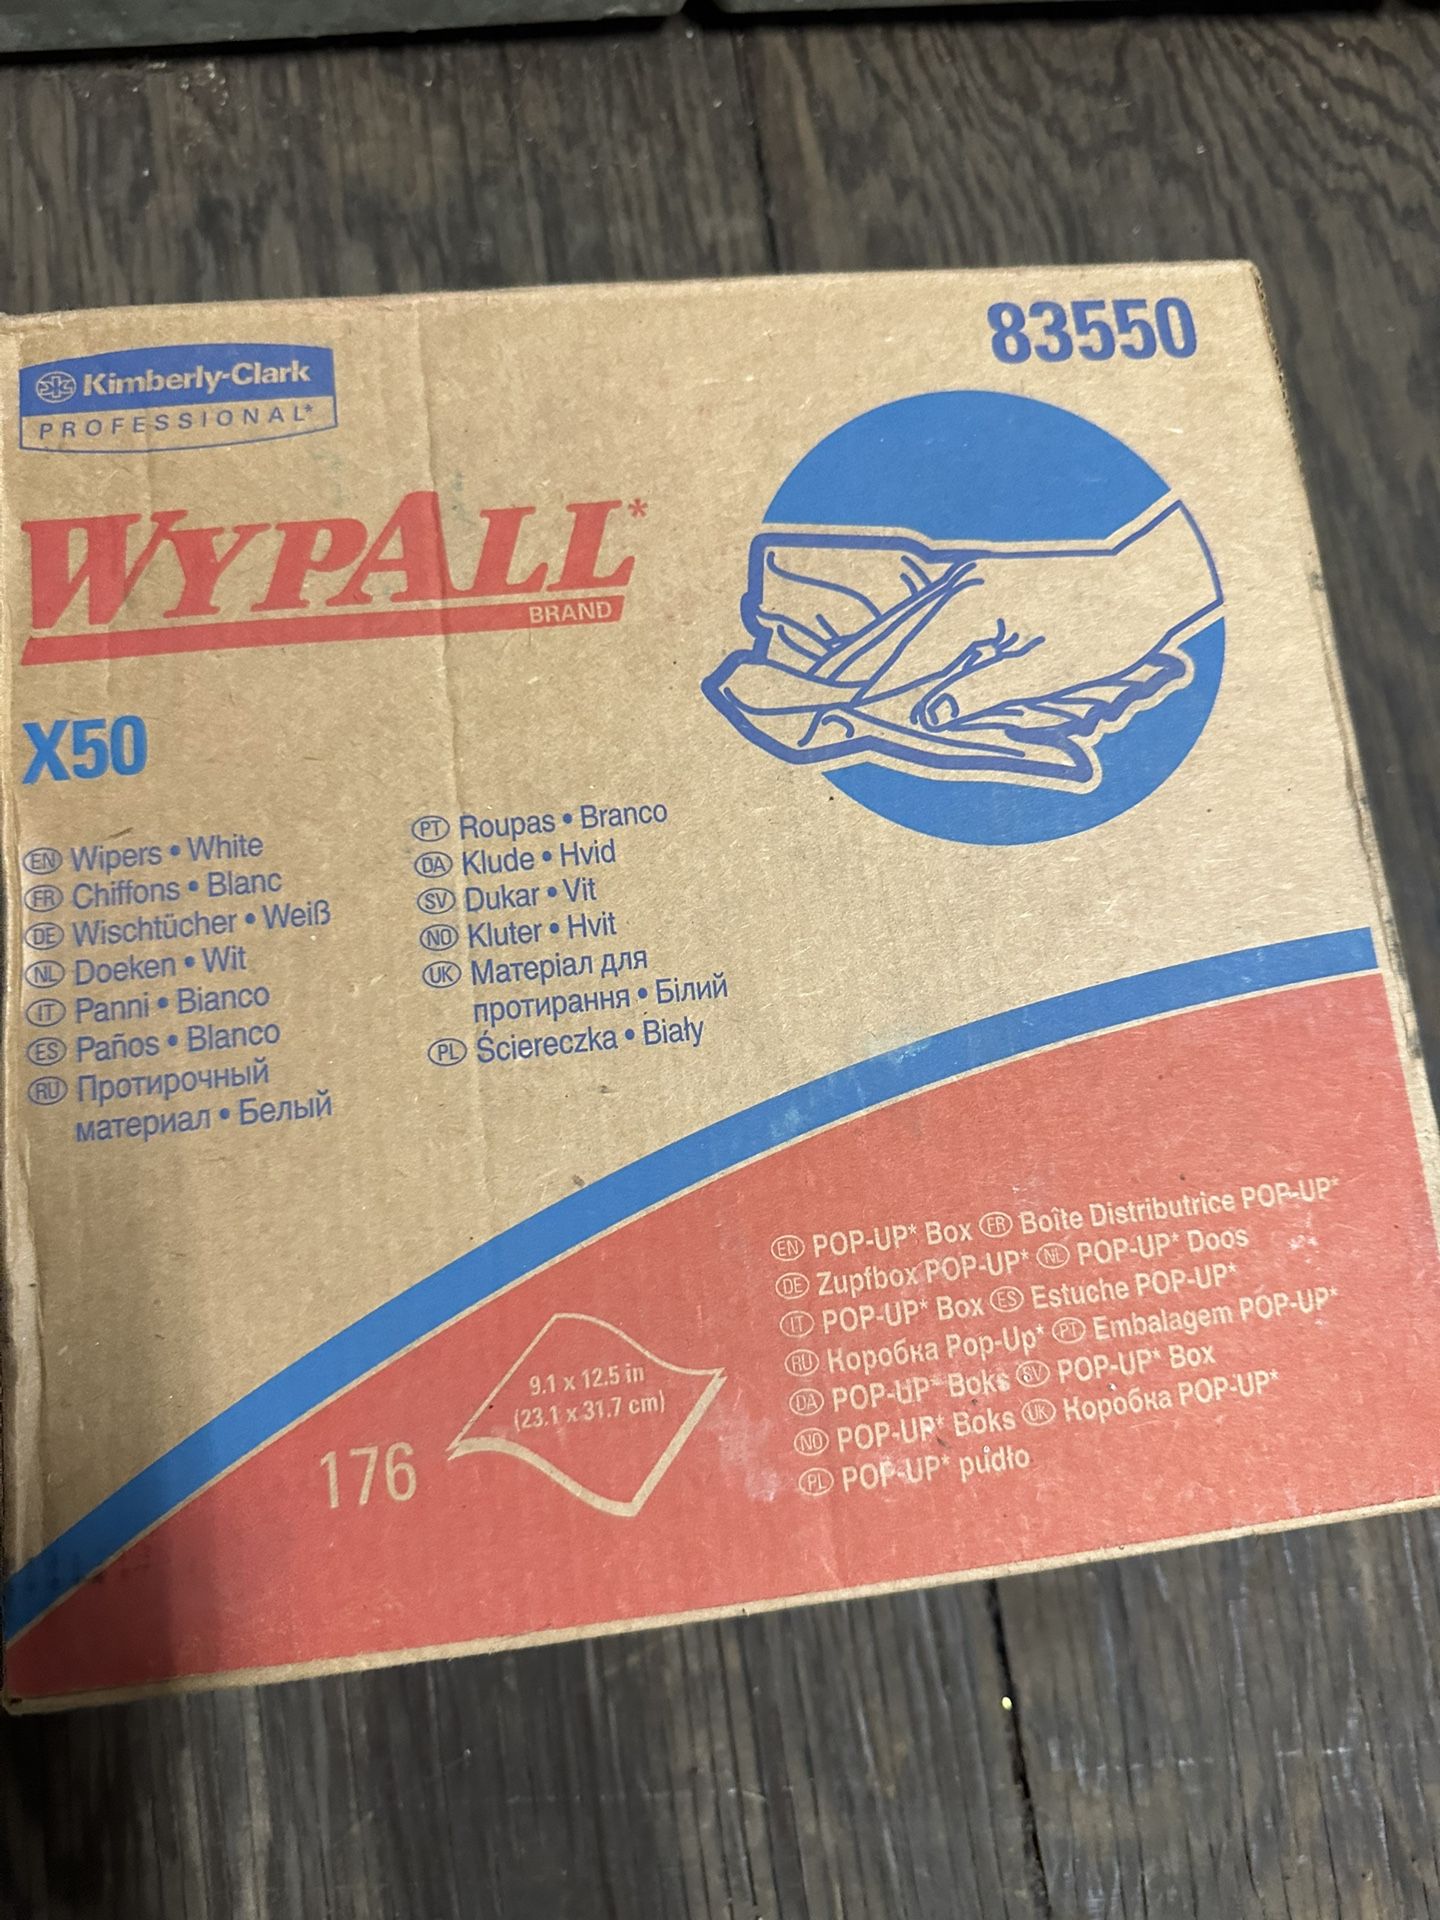 83550
Kimberly-Clark
PROFESSIONAL*
WYPALL*
BRAND
X50
EN Wipers • White
FR Chiffons • Blanc
DE Wischtücher • Weiß
NL Doeken • Wit
IT Panni • Bianco
ES Paños • Blanco
RU Протирочный
материал • Белый
PT Roupas • Branco
DA Klude • Hvid
SV Dukar • Vit
NO Kluter • Hvit
UK Матеріал для
протирання • Білий
PL Ściereczka • Biały
EN POP-UP* Box FR Boîte Distributrice POP-UP*
DE Zupfbox POP-UP* NL POP-UP* Doos
IT POP-UP* Box ES Estuche POP-UP*
RU Коробка Pop-Up* PT Embalagem POP-UP*
DA POP-UP* Boks SV POP-UP* Box
NO POP-UP* Boks UK Коробка POP-UP*
PL POP-UP* pudło
9.1 x 12.5 in
(23.1 x 31.7 cm)
176